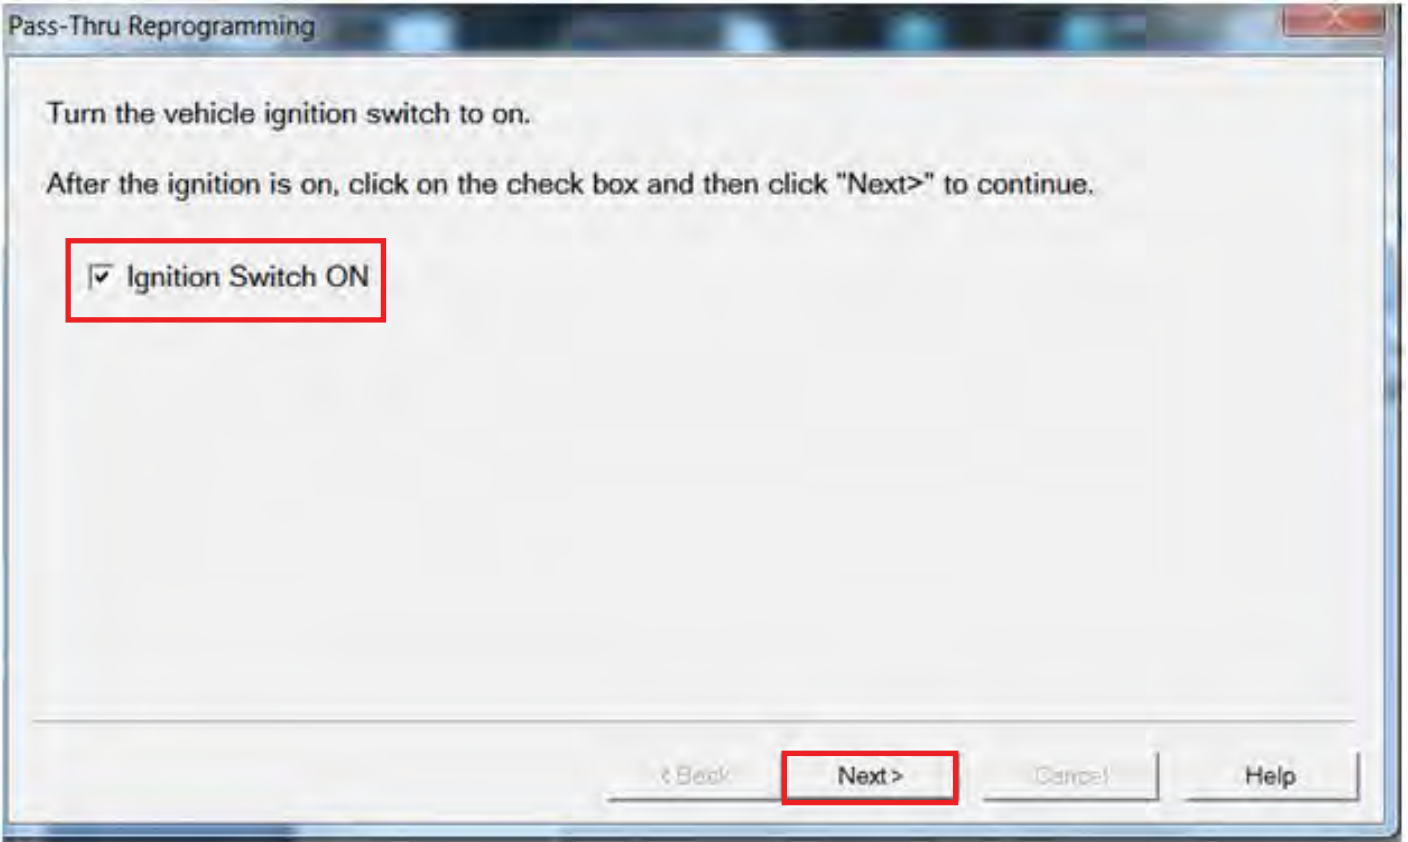 Pass-Thru Reprogramming
Turn the vehicle ignition switch to on.
After the ignition is on, click on the check box and then click "Next>" to continue.
Ignition Switch ON
< Back
Next >
Cancel
Help